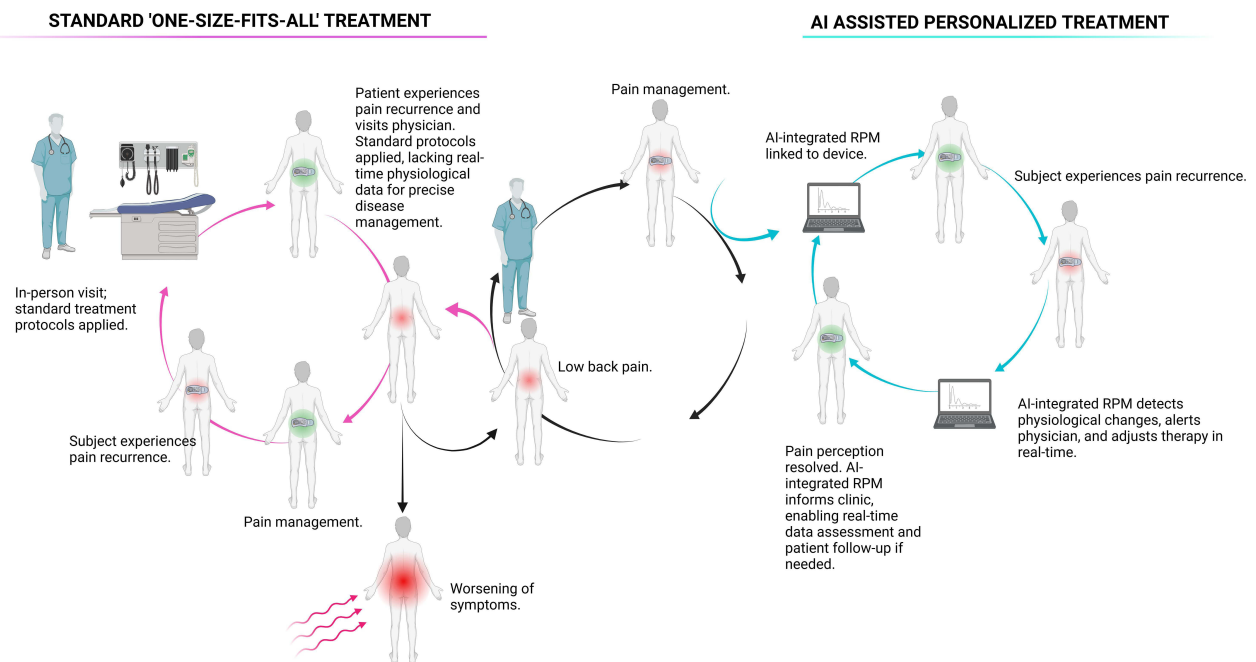 STANDARD 'ONE-SIZE-FITS-ALL' TREATMENT
AI ASSISTED PERSONALIZED TREATMENT
Patient experiences
pain recurrence and
visits physician.
Standard protocols
applied, lacking real-
time physiological
data for precise
disease
management.
In-person visit;
standard treatment
protocols applied.
Subject experiences
pain recurrence.
Pain management.
Worsening of
symptoms.
Low back pain.
Pain management.
AI-integrated RPM
linked to device.
Subject experiences pain recurrence.
AI-integrated RPM detects
physiological changes, alerts
physician, and adjusts therapy in
real-time.
Pain perception
resolved. AI-
integrated RPM
informs clinic,
enabling real-time
data assessment and
patient follow-up if
needed.